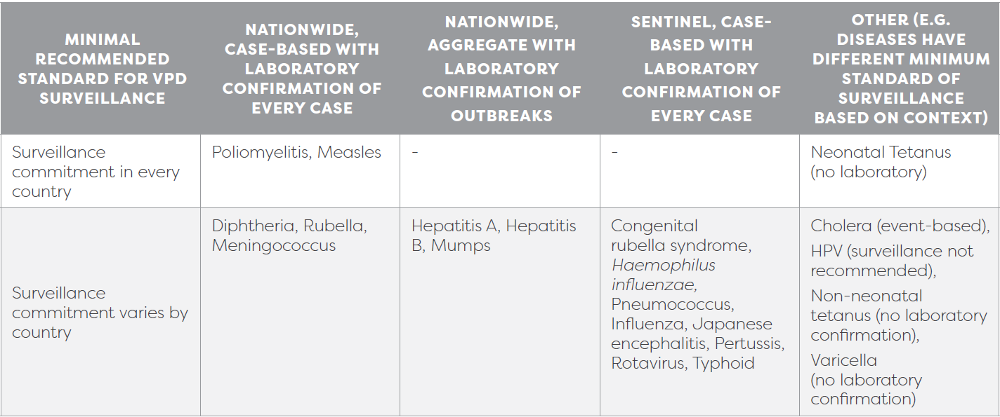 MINIMAL
RECOMMENDED
STANDARD FOR VPD
SURVEILLANCE
NATIONWIDE,
CASE-BASED WITH
LABORATORY
CONFIRMATION OF
EVERY CASE
NATIONWIDE,
AGGREGATE WITH
LABORATORY
CONFIRMATION OF
OUTBREAKS
SENTINEL, CASE-
BASED WITH
LABORATORY
CONFIRMATION OF
EVERY CASE
OTHER (E.G.
DISEASES HAVE
DIFFERENT MINIMUM
STANDARD OF
SURVEILLANCE
BASED ON CONTEXT)
Surveillance
commitment in every
country
Poliomyelitis, Measles
-
-
Neonatal Tetanus
(no laboratory)
Surveillance
commitment varies by
country
Diphtheria, Rubella,
Meningococcus
Hepatitis A, Hepatitis
B, Mumps
Congenital
rubella syndrome,
Haemophilus
influenzae,
Pneumococcus,
Influenza, Japanese
encephalitis, Pertussis,
Rotavirus, Typhoid
Cholera (event-based),
HPV (surveillance not
recommended),
Non-neonatal
tetanus (no laboratory
confirmation),
Varicella
(no laboratory
confirmation)